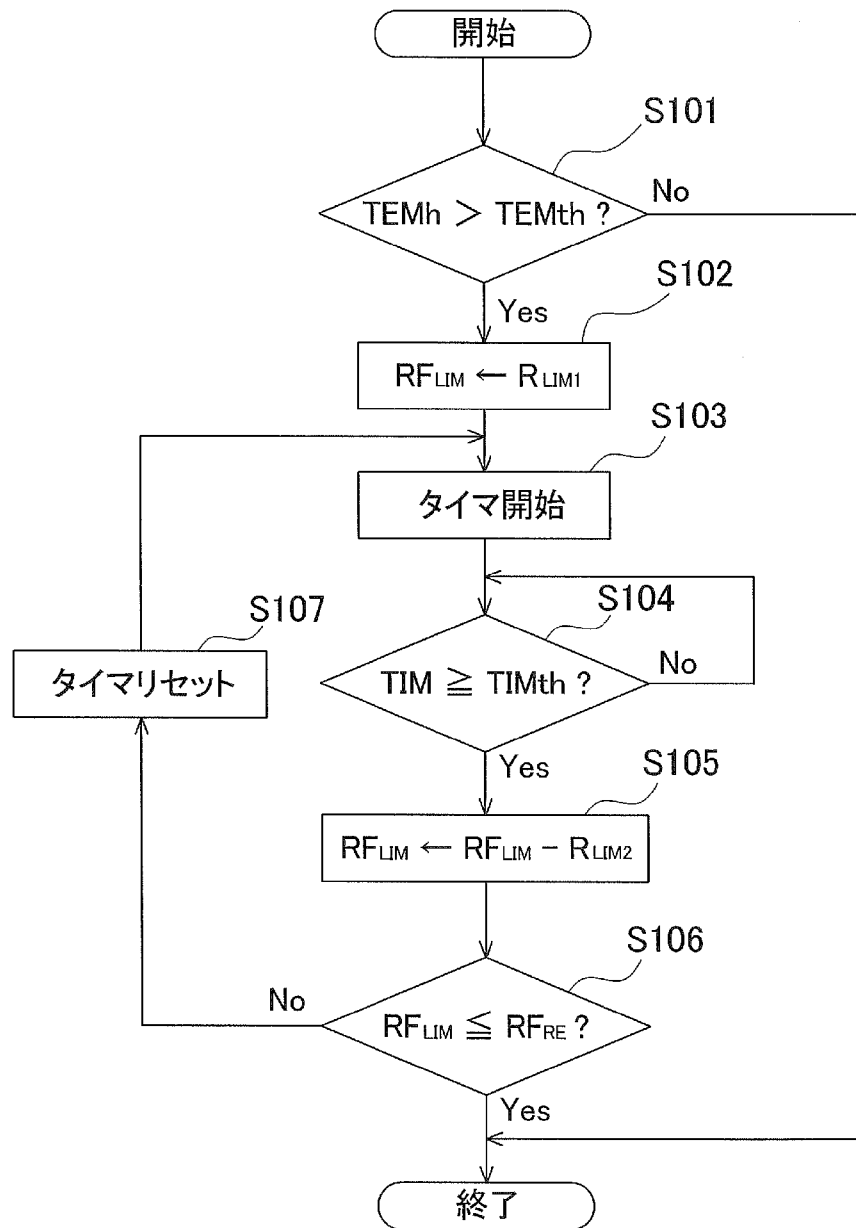 開始
S101
TEMh > TEMth ?
No
S102
Yes
RFLIM ← RLIM1
S103
タイマ開始
S104
S107
TIM ≧ TIMth ?
No
タイマリセット
Yes
S105
RFLIM ← RFLIM − RLIM2
S106
No
RFLIM ≦ RFRE ?
Yes
終了